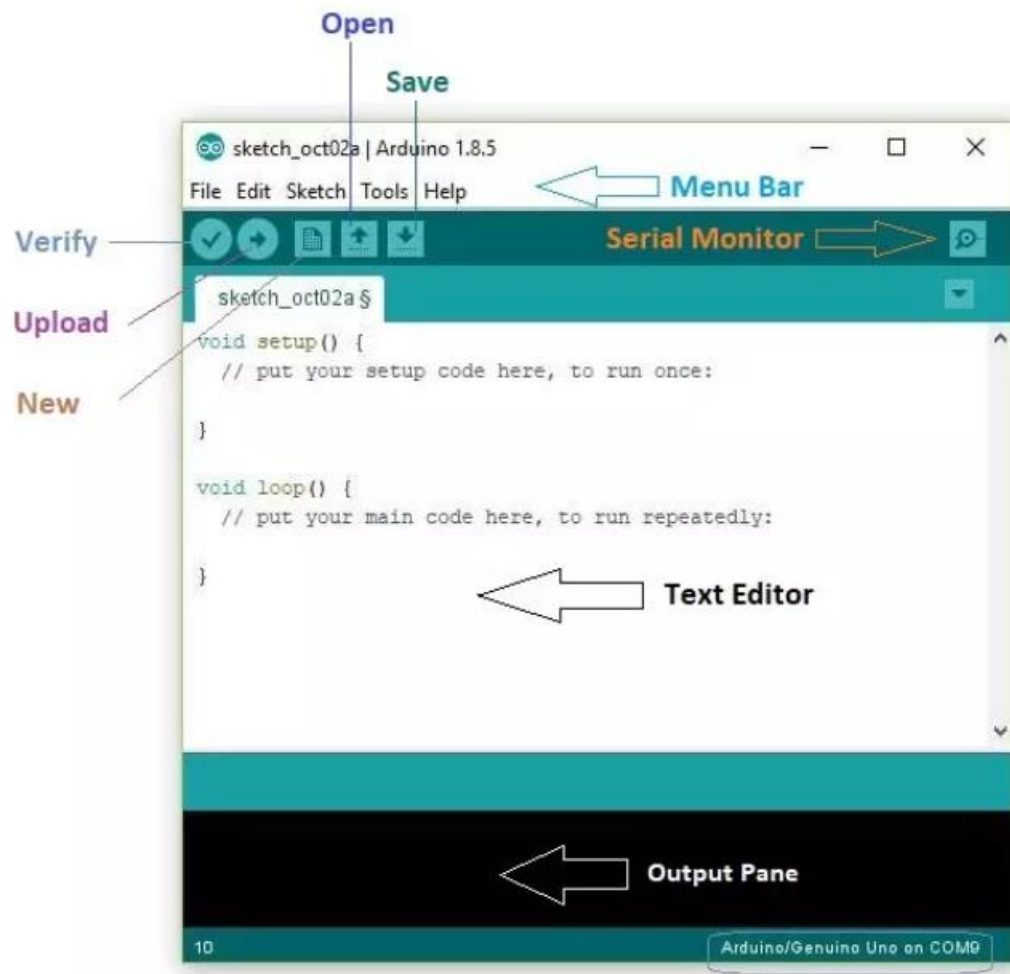 Open
Save
sketch_oct02a | Arduino 1.8.5
File Edit Sketch Tools Help
Menu Bar
Verify
Serial Monitor
sketch_oct02a §
Upload
void setup() {
// put your setup code here, to run once:
New
}
void loop() {
// put your main code here, to run repeatedly:
}
Text Editor
Output Pane
10
Arduino/Genuino Uno on COM9